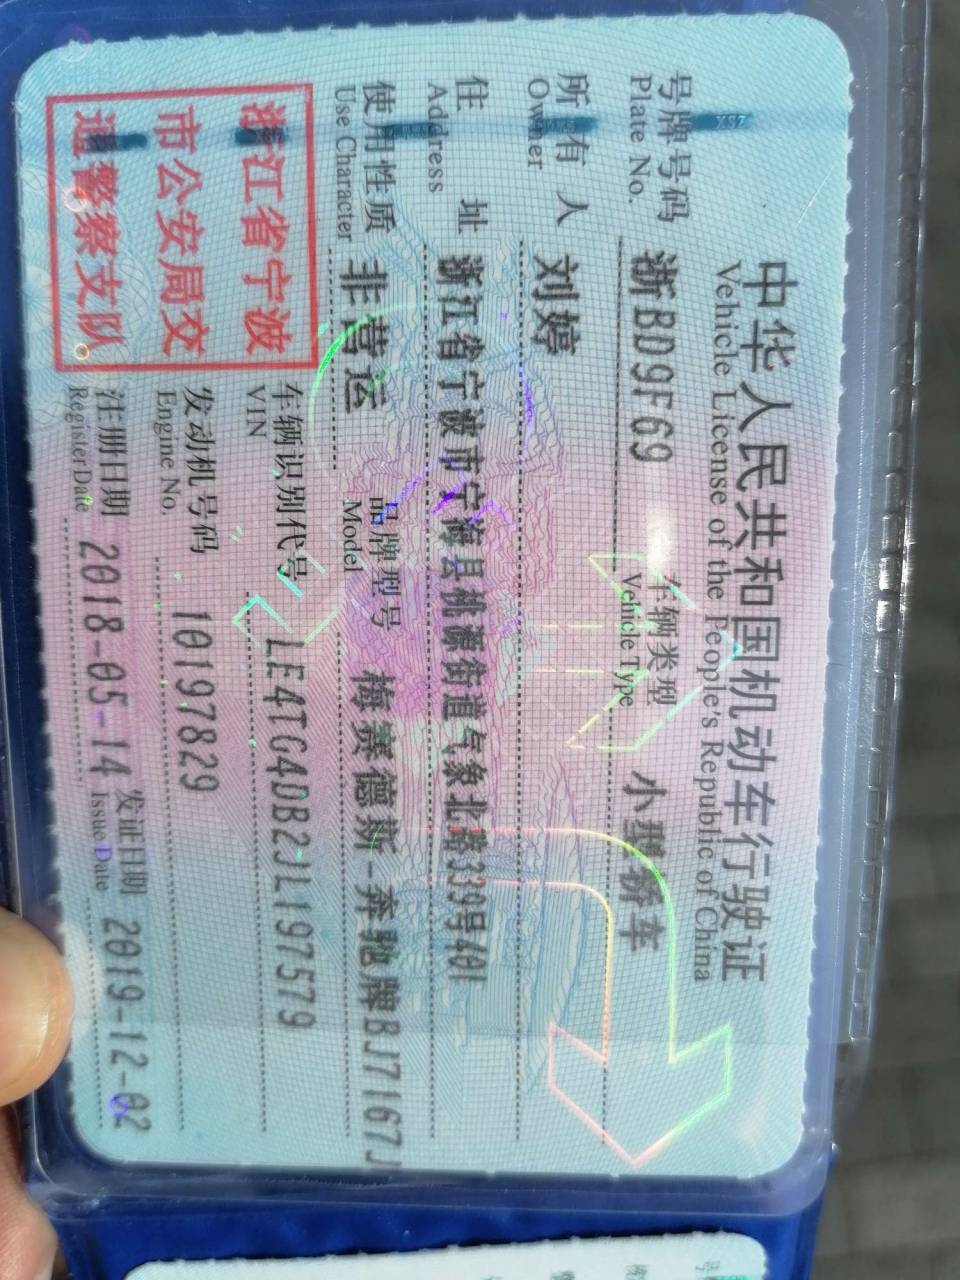 中华人民共和国机动车行驶证
Vehicle License of the People's Republic of China
号牌号码 浙BD9F69 车辆类型 小型轿车
Plate No. Vehicle Type
所有人 刘婷
Owner
住址 浙江省宁波市宁海县桃源街道气象北路339号401
Address
使用性质 非营运 品牌型号 梅赛德斯-奔驰牌BJ7167J
Use Character Model
浙江省宁波
市公安局交
通警察支队
车辆识别代号 LE4TG4DB2JL197579
VIN
发动机号码 10197829
Engine No.
注册日期 2018-05-14 发证日期 2019-12-02
Register Date Issue Date